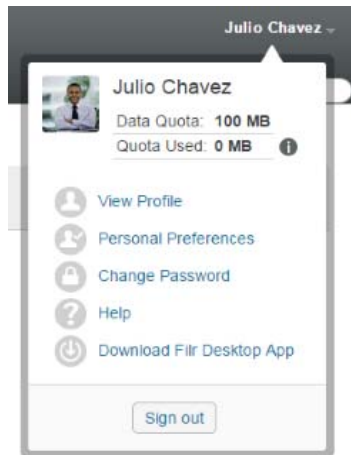 Julio Chavez
Julio Chavez
Data Quota: 100 MB
Quota Used: 0 MB
View Profile
Personal Preferences
Change Password
Help
Download Filr Desktop App
Sign out